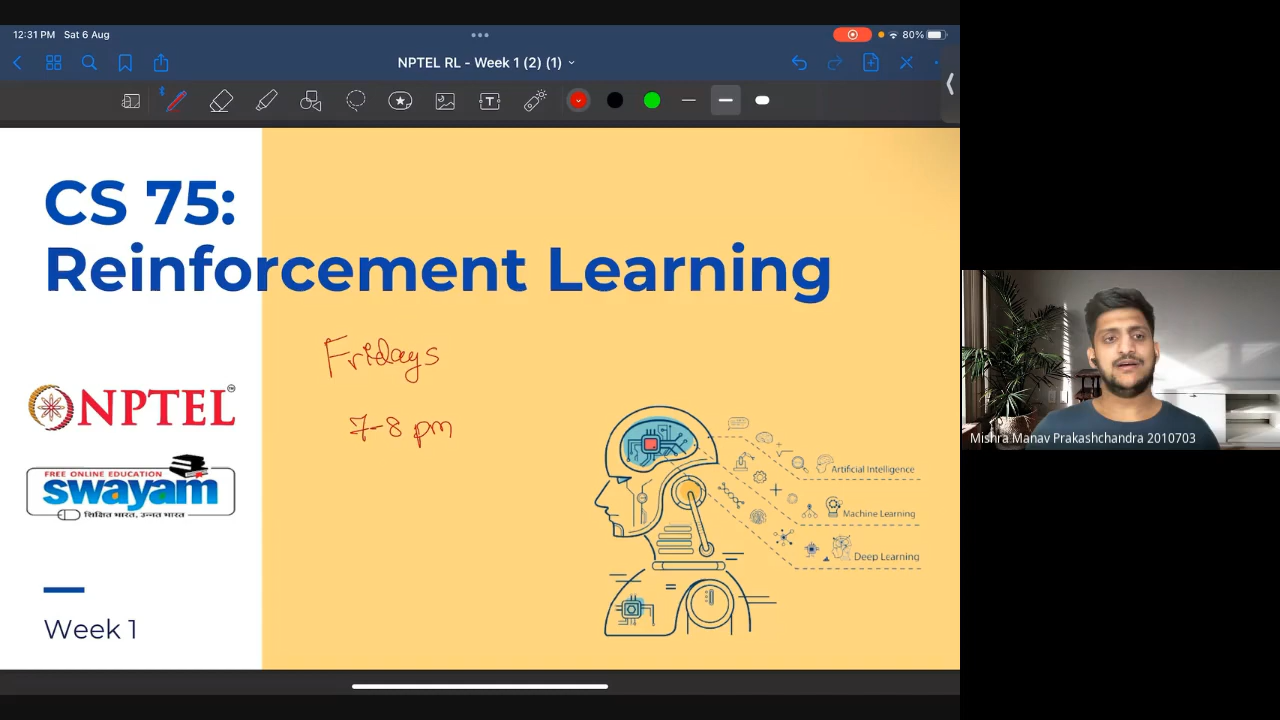 12:31 PM Sat 6 Aug
80%
NPTEL RL - Week 1 (2) (1)
T
CS 75:
Reinforcement Learning
Fridays
7-8 pm
NPTEL
TM
FREE ONLINE EDUCATION
swayam
शिक्षित भारत, उन्नत भारत
Artificial Intelligence
Machine Learning
Deep Learning
Week 1
Mishra Manav Prakashchandra 2010703